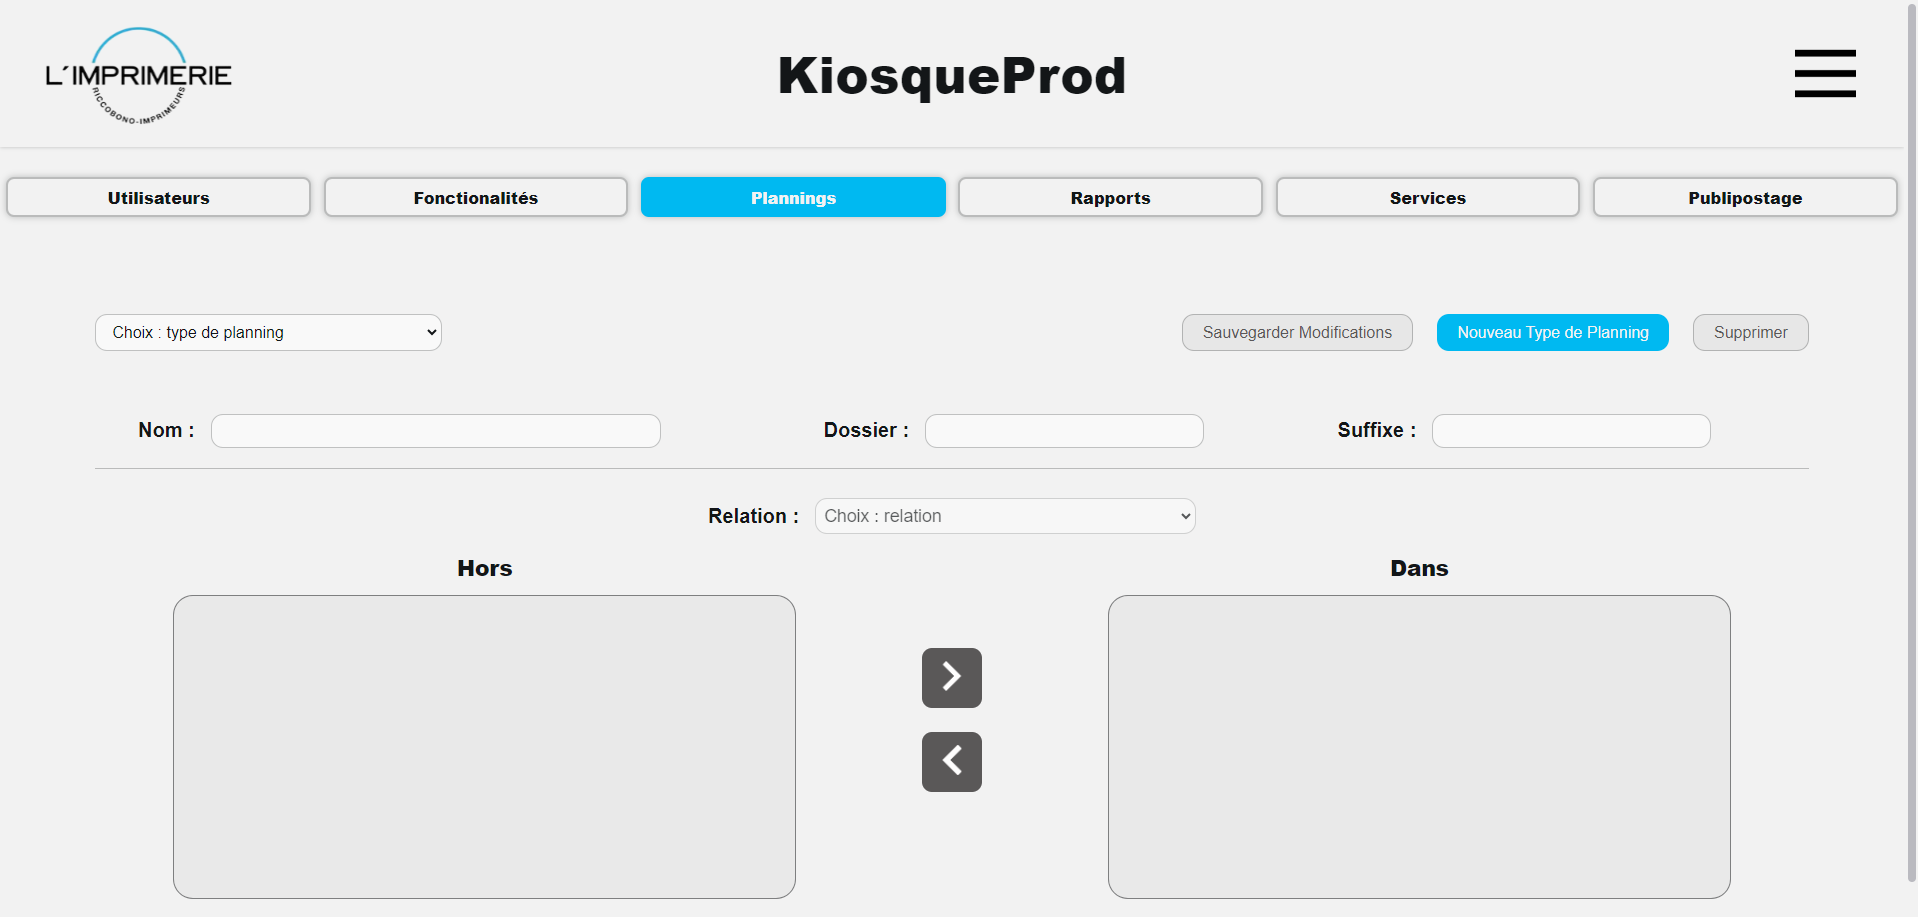 L´IMPRIMERIE
RICCOBONO-IMPRIMEURS
KiosqueProd
Utilisateurs
Fonctionalités
Plannings
Rapports
Services
Publipostage
Choix : type de planning
Sauvegarder Modifications
Nouveau Type de Planning
Supprimer
Nom :
Dossier :
Suffixe :
Relation :
Choix : relation
Hors
Dans